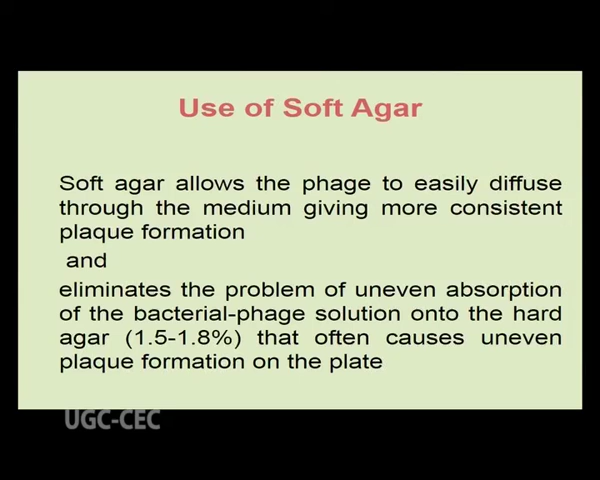 Use of Soft Agar
Soft agar allows the phage to easily diffuse
through the medium giving more consistent
plaque formation
and
eliminates the problem of uneven absorption
of the bacterial-phage solution onto the hard
agar (1.5-1.8%) that often causes uneven
plaque formation on the plate
UGC-CEC